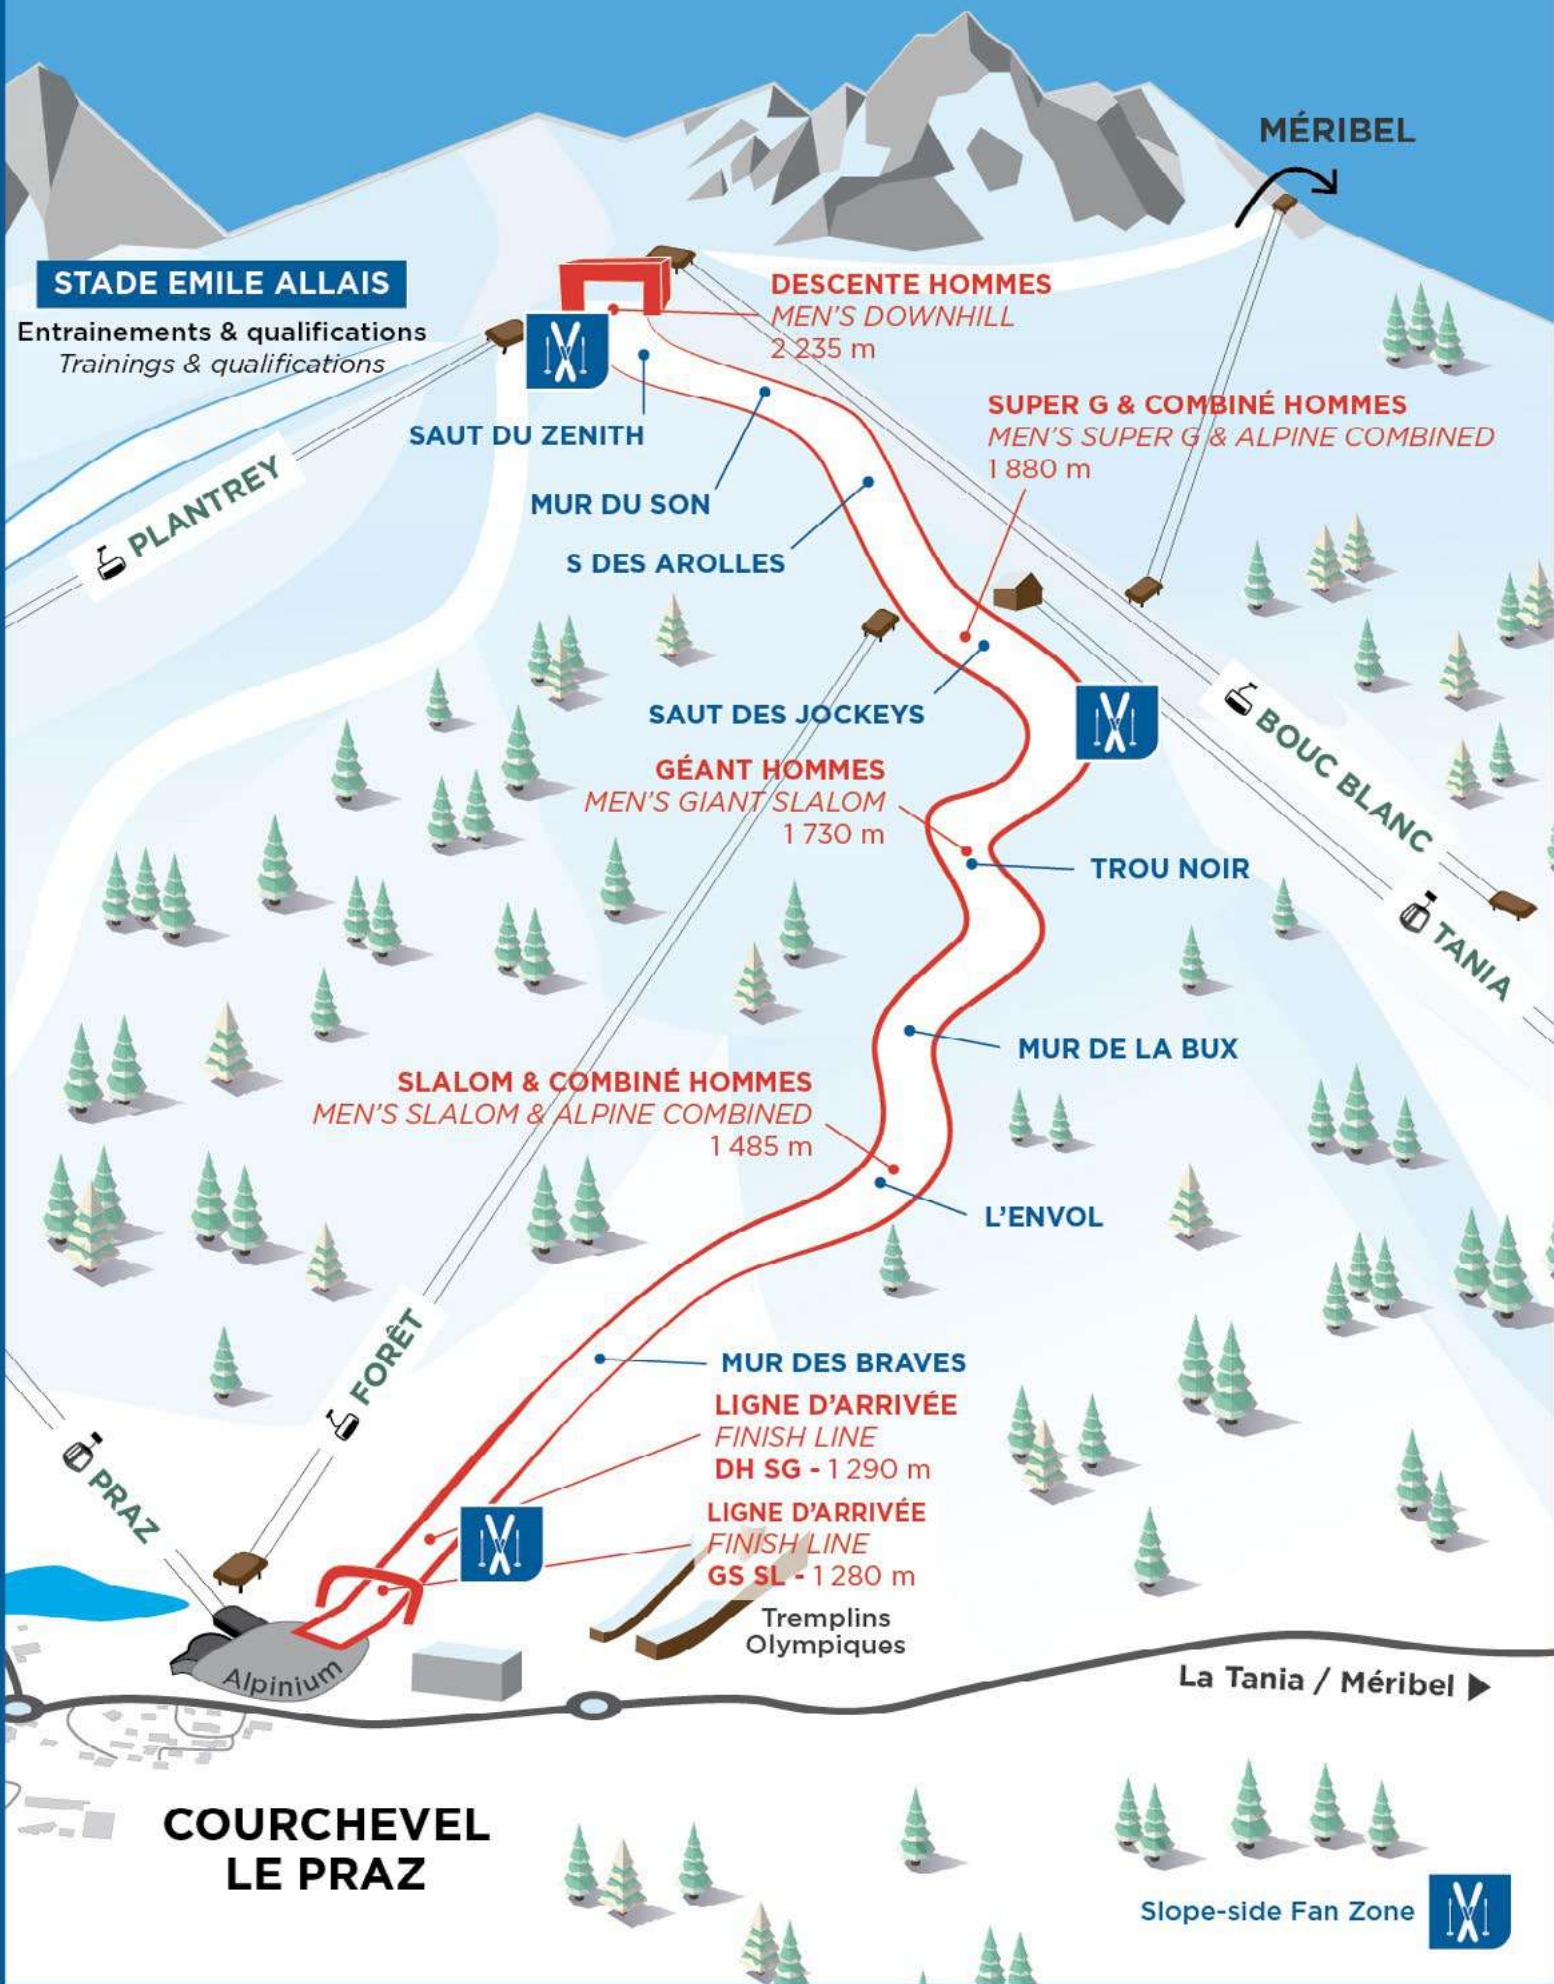 MÉRIBEL
STADE EMILE ALLAIS
Entrainements & qualifications
Trainings & qualifications
DESCENTE HOMMES
MEN'S DOWNHILL
2 235 m
SUPER G & COMBINÉ HOMMES
MEN'S SUPER G & ALPINE COMBINED
1 880 m
SAUT DU ZENITH
PLANTREY
MUR DU SON
S DES AROLLES
SAUT DES JOCKEYS
BOUC BLANC
GÉANT HOMMES
MEN'S GIANT SLALOM
1 730 m
TROU NOIR
TANIA
MUR DE LA BUX
SLALOM & COMBINÉ HOMMES
MEN'S SLALOM & ALPINE COMBINED
1 485 m
L'ENVOL
FORÊT
MUR DES BRAVES
LIGNE D'ARRIVÉE
FINISH LINE
DH SG - 1 290 m
PRAZ
LIGNE D'ARRIVÉE
FINISH LINE
GS SL - 1 280 m
Tremplins
Olympiques
Alpinium
La Tania / Méribel
COURCHEVEL
LE PRAZ
Slope-side Fan Zone